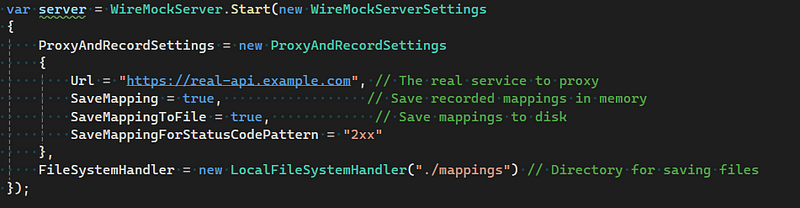 var server = WireMockServer.Start(new WireMockServerSettings
{
    ProxyAndRecordSettings = new ProxyAndRecordSettings
    {
        Url = "https://real-api.example.com", // The real service to proxy
        SaveMapping = true,                  // Save recorded mappings in memory
        SaveMappingToFile = true,             // Save mappings to disk
        SaveMappingForStatusCodePattern = "2xx"
    },
    FileSystemHandler = new LocalFileSystemHandler("./mappings") // Directory for saving files
});